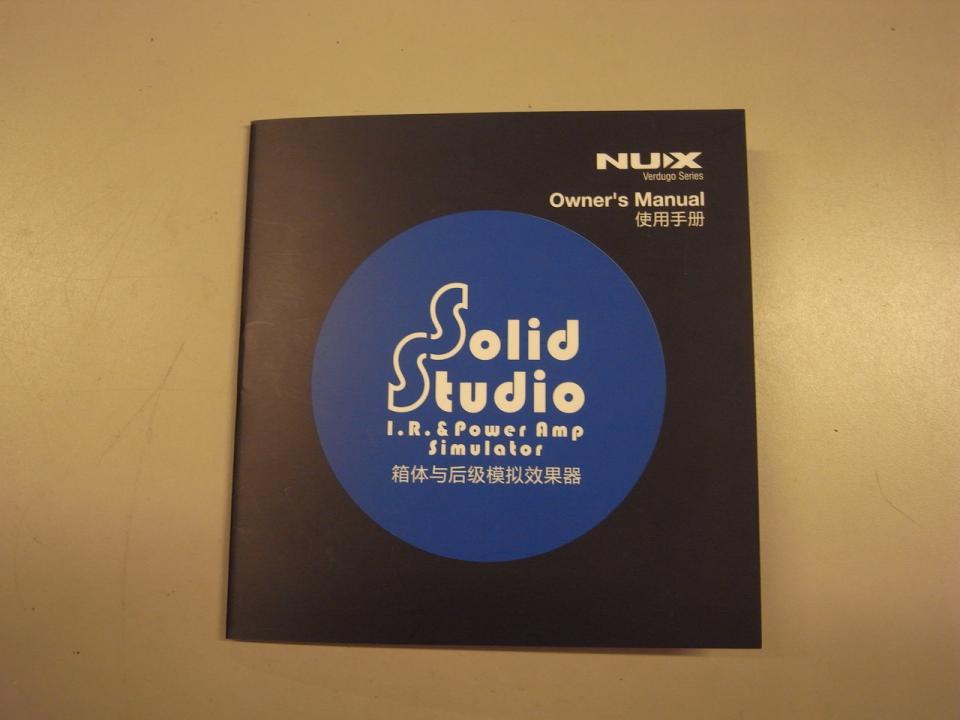 NUX
Verdugo Series
Owner's Manual
使用手册
Solid
Studio
I.R. & Power Amp
Simulator
箱体与后级模拟效果器